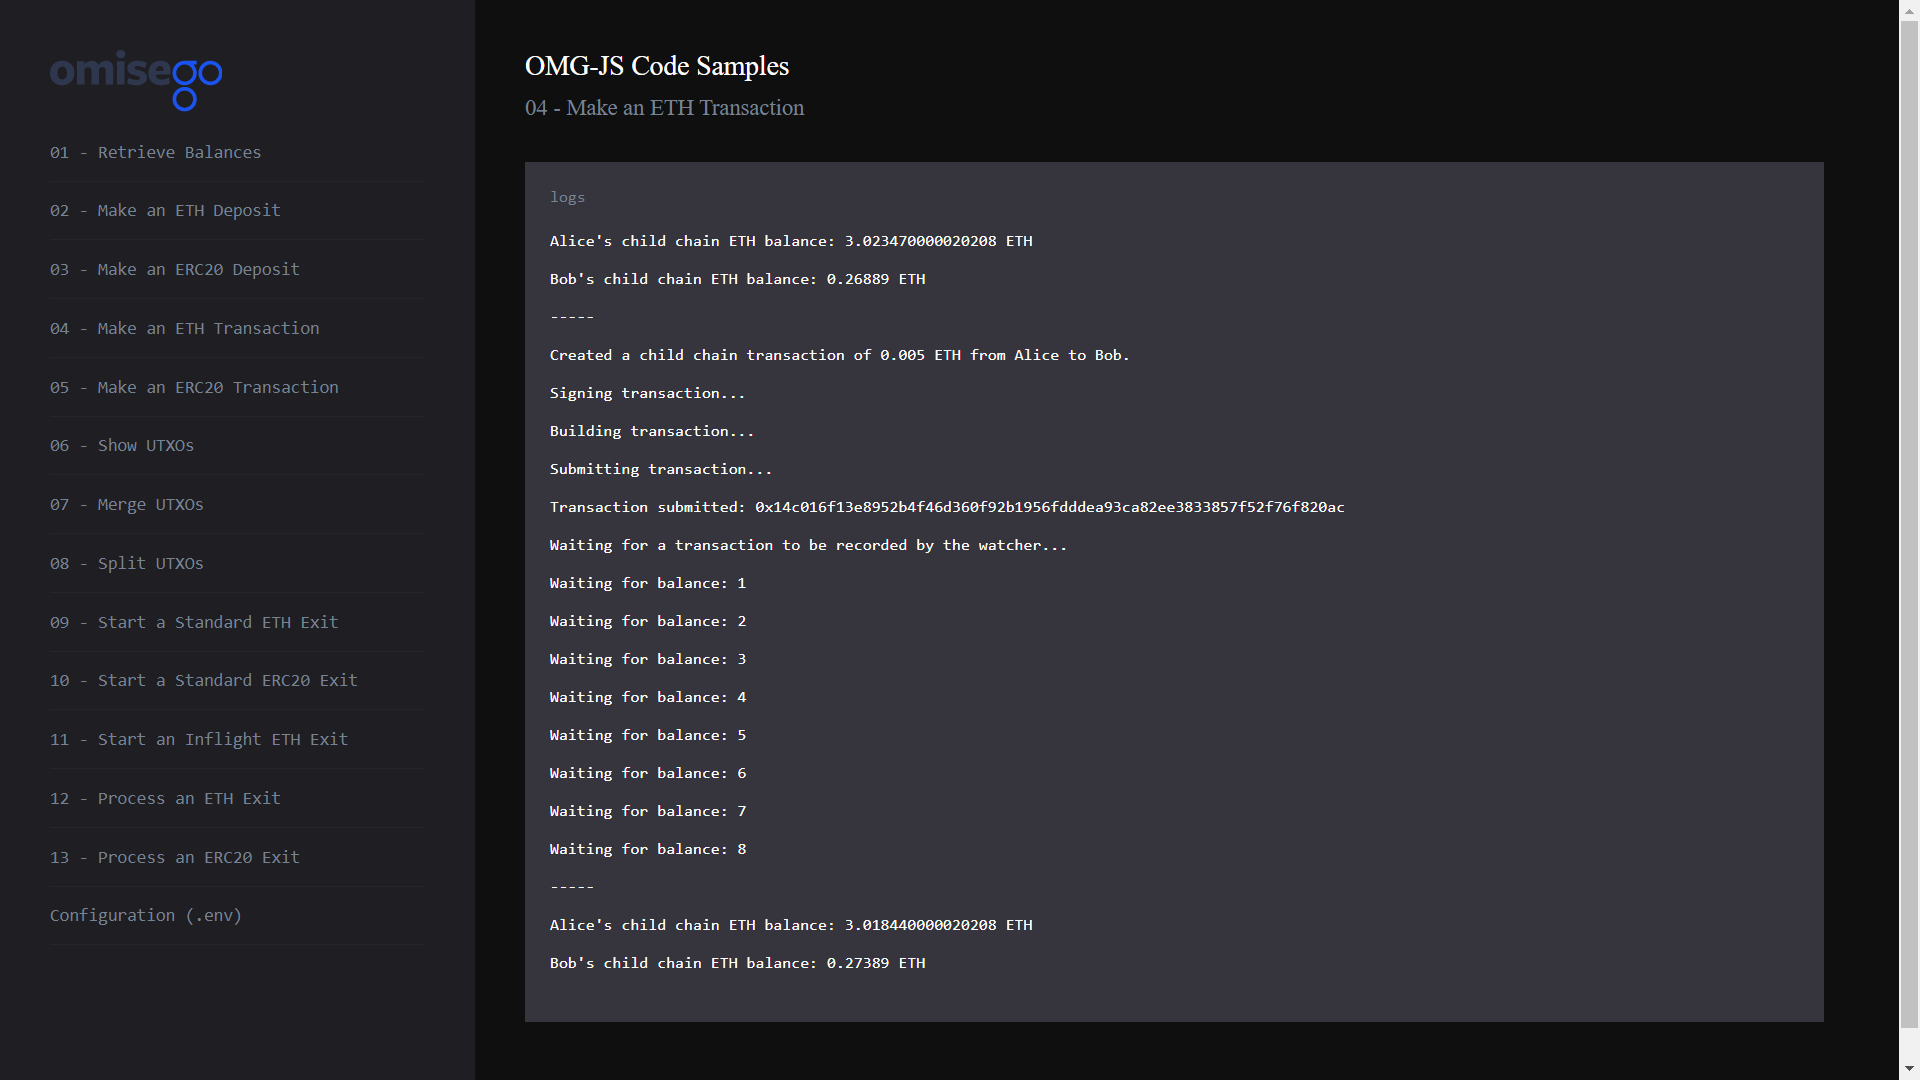 omisego
01 - Retrieve Balances
02 - Make an ETH Deposit
03 - Make an ERC20 Deposit
04 - Make an ETH Transaction
05 - Make an ERC20 Transaction
06 - Show UTXOs
07 - Merge UTXOs
08 - Split UTXOs
09 - Start a Standard ETH Exit
10 - Start a Standard ERC20 Exit
11 - Start an Inflight ETH Exit
12 - Process an ETH Exit
13 - Process an ERC20 Exit
Configuration (.env)
OMG-JS Code Samples
04 - Make an ETH Transaction
logs
Alice's child chain ETH balance: 3.023470000020208 ETH
Bob's child chain ETH balance: 0.26889 ETH
-----
Created a child chain transaction of 0.005 ETH from Alice to Bob.
Signing transaction...
Building transaction...
Submitting transaction...
Transaction submitted: 0x14c016f13e8952b4f46d360f92b1956fdddea93ca82ee3833857f52f76f820ac
Waiting for a transaction to be recorded by the watcher...
Waiting for balance: 1
Waiting for balance: 2
Waiting for balance: 3
Waiting for balance: 4
Waiting for balance: 5
Waiting for balance: 6
Waiting for balance: 7
Waiting for balance: 8
-----
Alice's child chain ETH balance: 3.018440000020208 ETH
Bob's child chain ETH balance: 0.27389 ETH